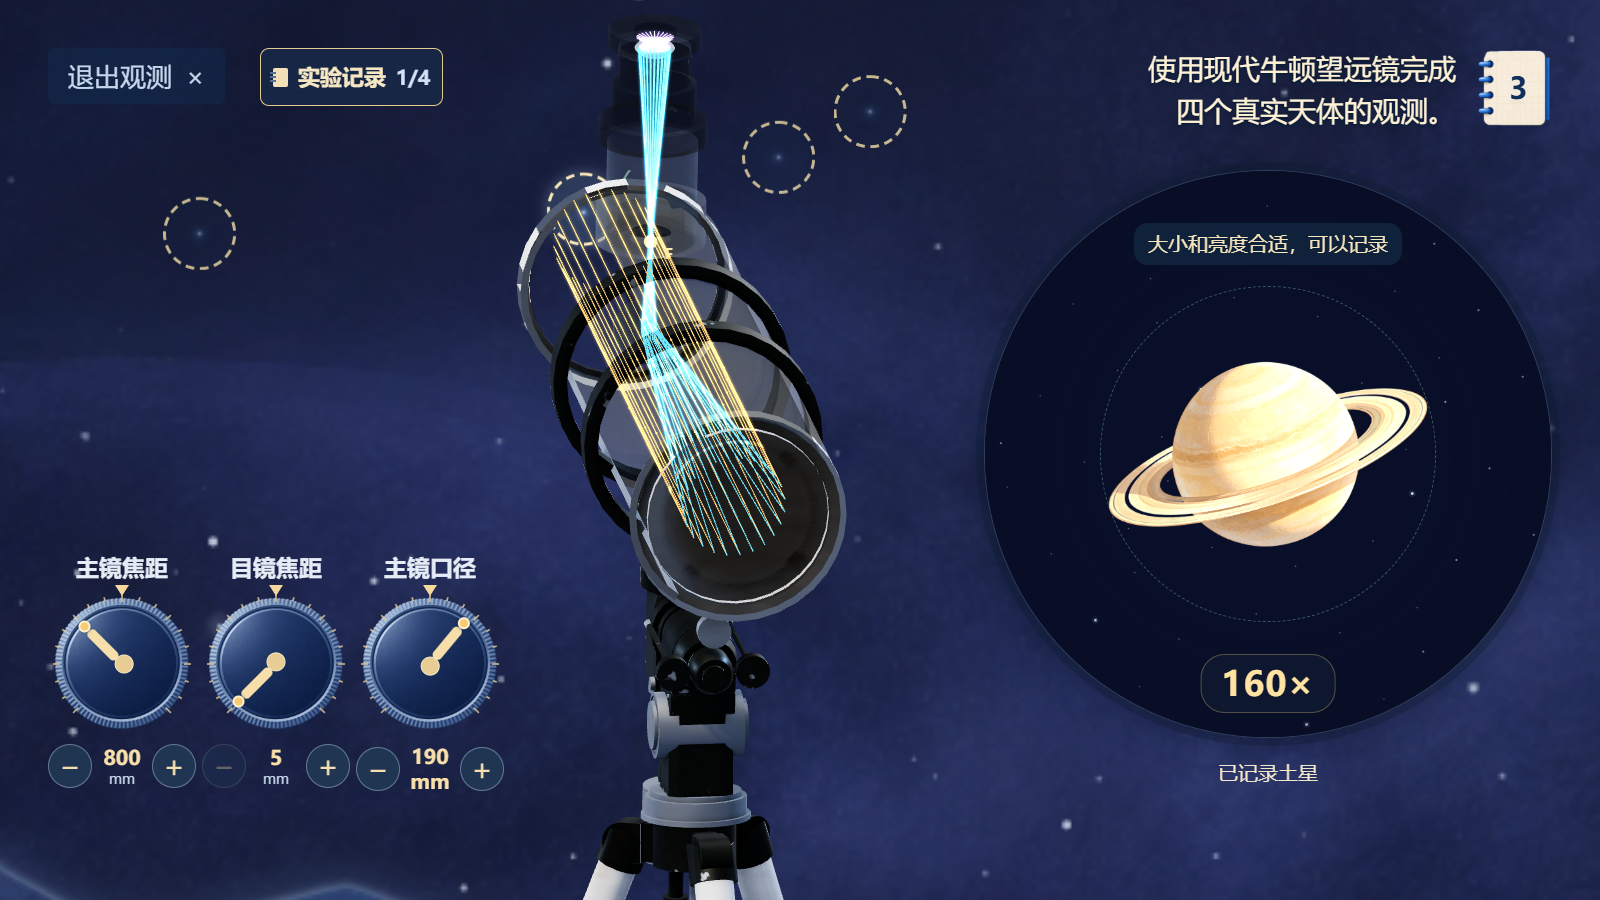 退出观测 ×
实验记录 1/4
使用现代牛顿望远镜完成
四个真实天体的观测。
3
大小和亮度合适，可以记录
F
160×
已记录土星
主镜焦距
目镜焦距
主镜口径
− 800 mm +
− 5 mm +
− 190 mm +